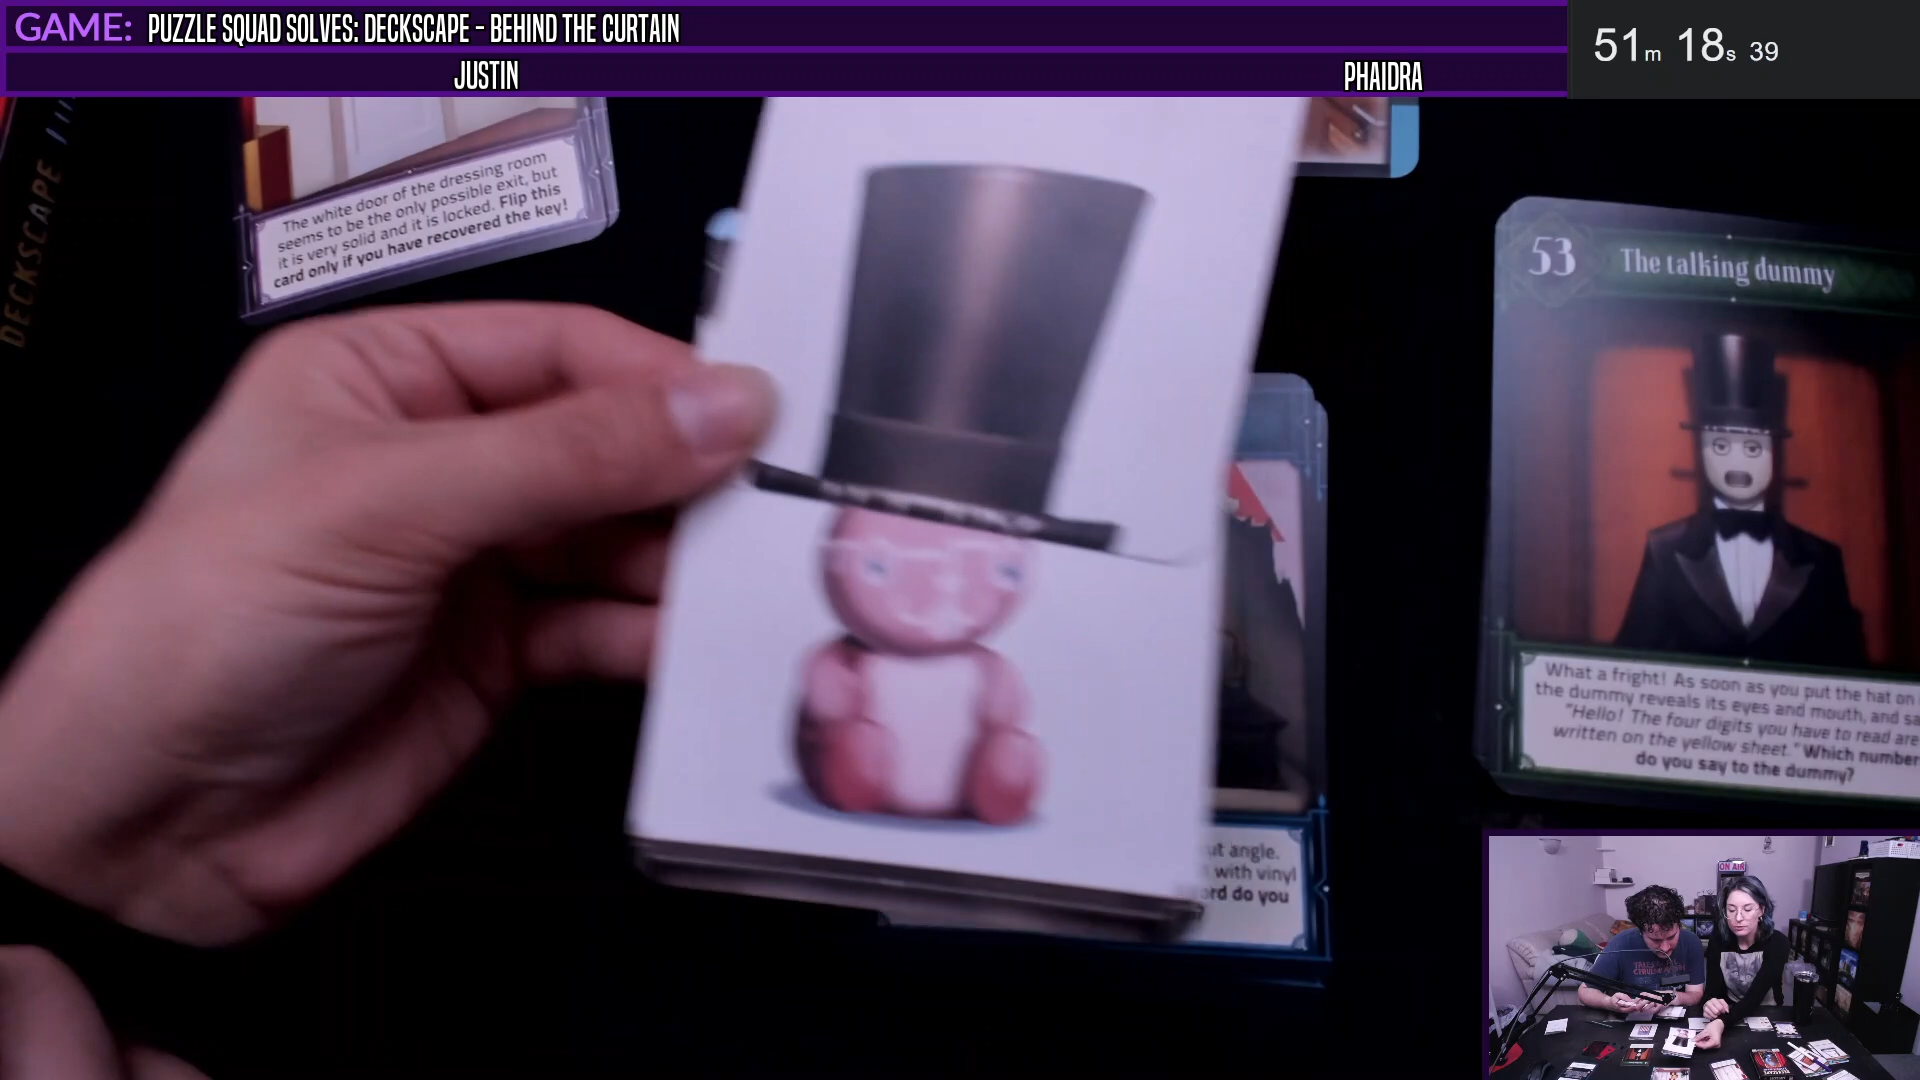 GAME: PUZZLE SQUAD SOLVES: DECKSCAPE - BEHIND THE CURTAIN
JUSTIN
PHAIDRA
51m 18s 39
DECKSCAPE
The white door of the dressing room
seems to be the only possible exit, but
it is very solid and it is locked. Flip this
card only if you have recovered the key!
53 The talking dummy
What a fright! As soon as you put the hat on
the dummy reveals its eyes and mouth, and
"Hello! The four digits you have to read are
written on the yellow sheet." Which number
do you say to the dummy?
angle.
with vinyl
do you
ON AIR